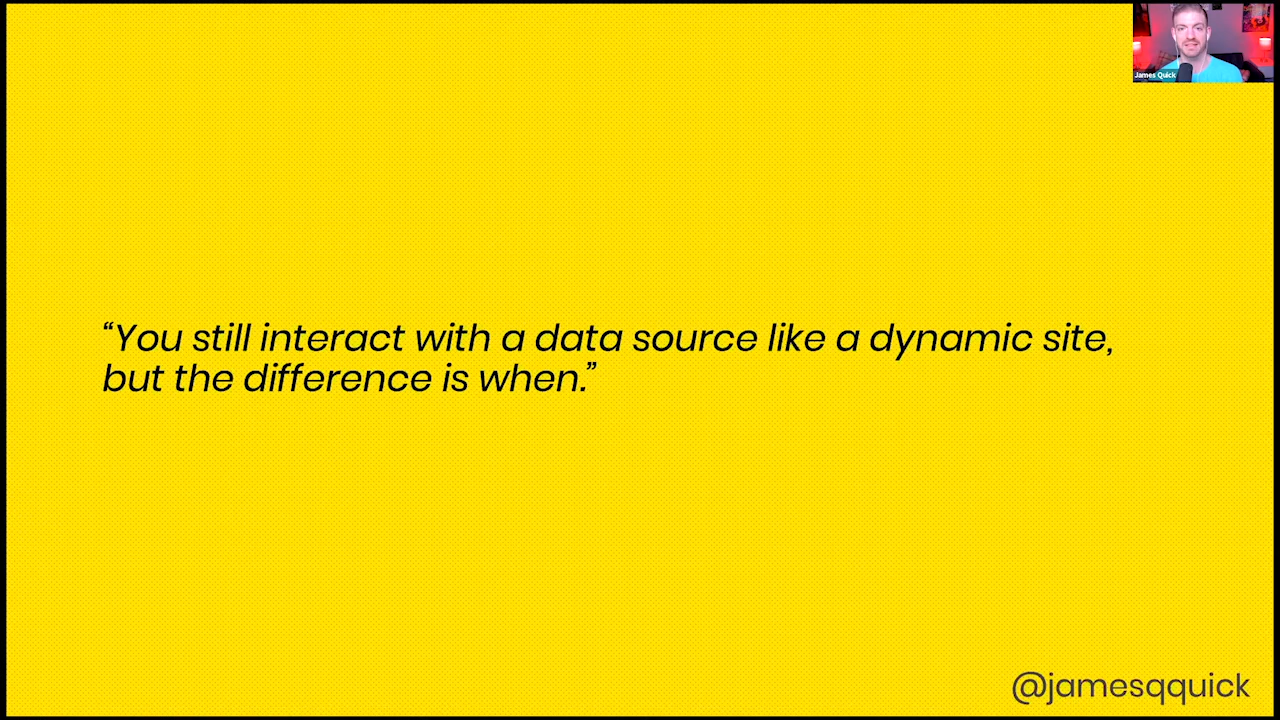 James Quick
“You still interact with a data source like a dynamic site,
but the difference is when.”
@jamesqquick